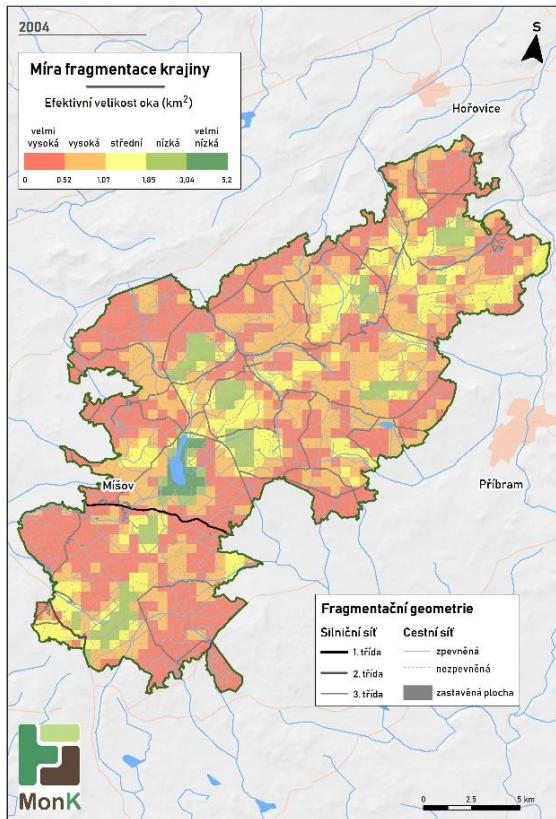 2004
S
Míra fragmentace krajiny
Efektivní velikost oka (km²)
velmi vysoká
vysoká
střední
nízká
velmi nízká
0 0.52 1,07 1,85 3,04 5,2
Hořovice
Míšov
Příbram
Fragmentační geometrie
Silniční síť
1. třída
2. třída
3. třída
Cestní síť
zpevněná
nezpevněná
zastavěná plocha
MonK
0 2.5 5 km